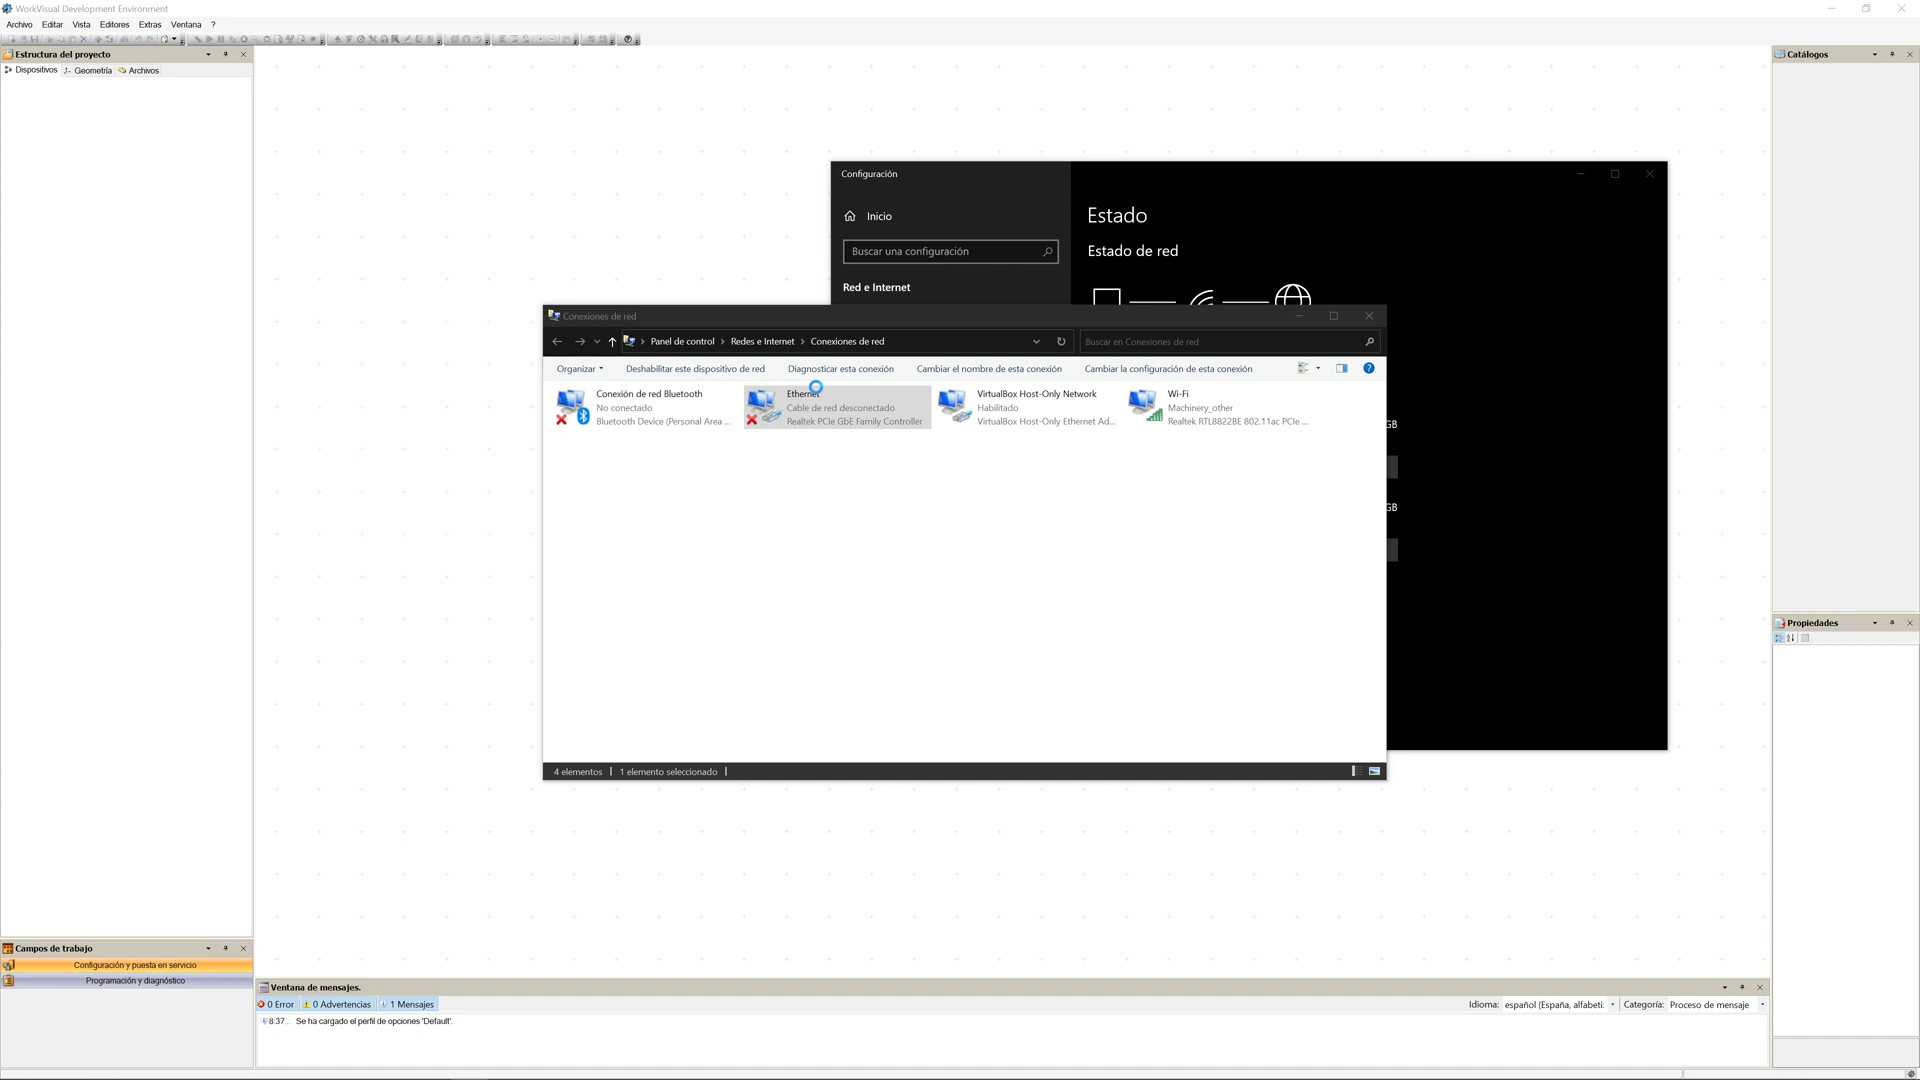 WorkVisual Development Environment
Archivo Editar Vista Editores Extras Ventana ?
Estructura del proyecto
Dispositivos Geometría Archivos
Catálogos
Configuración
Inicio
Buscar una configuración
Red e Internet
Estado
Estado de red
Conexiones de red
Panel de control > Redes e Internet > Conexiones de red
Buscar en Conexiones de red
Organizar Deshabilitar este dispositivo de red Diagnosticar esta conexión Cambiar el nombre de esta conexión Cambiar la configuración de esta conexión
Conexión de red Bluetooth
No conectado
Bluetooth Device (Personal Area ...
Ethernet
Cable de red desconectado
Realtek PCIe GbE Family Controller
VirtualBox Host-Only Network
Habilitado
VirtualBox Host-Only Ethernet Ad...
Wi-Fi
Machinery_other
Realtek RTL8822BE 802.11ac PCIe ...
GB
GB
4 elementos 1 elemento seleccionado
Propiedades
Campos de trabajo
Configuración y puesta en servicio
Programación y diagnóstico
Ventana de mensajes.
0 Error 0 Advertencias 1 Mensajes
Idioma: español (España, alfabeti: Categoría: Proceso de mensaje
8:37... Se ha cargado el perfil de opciones 'Default'.